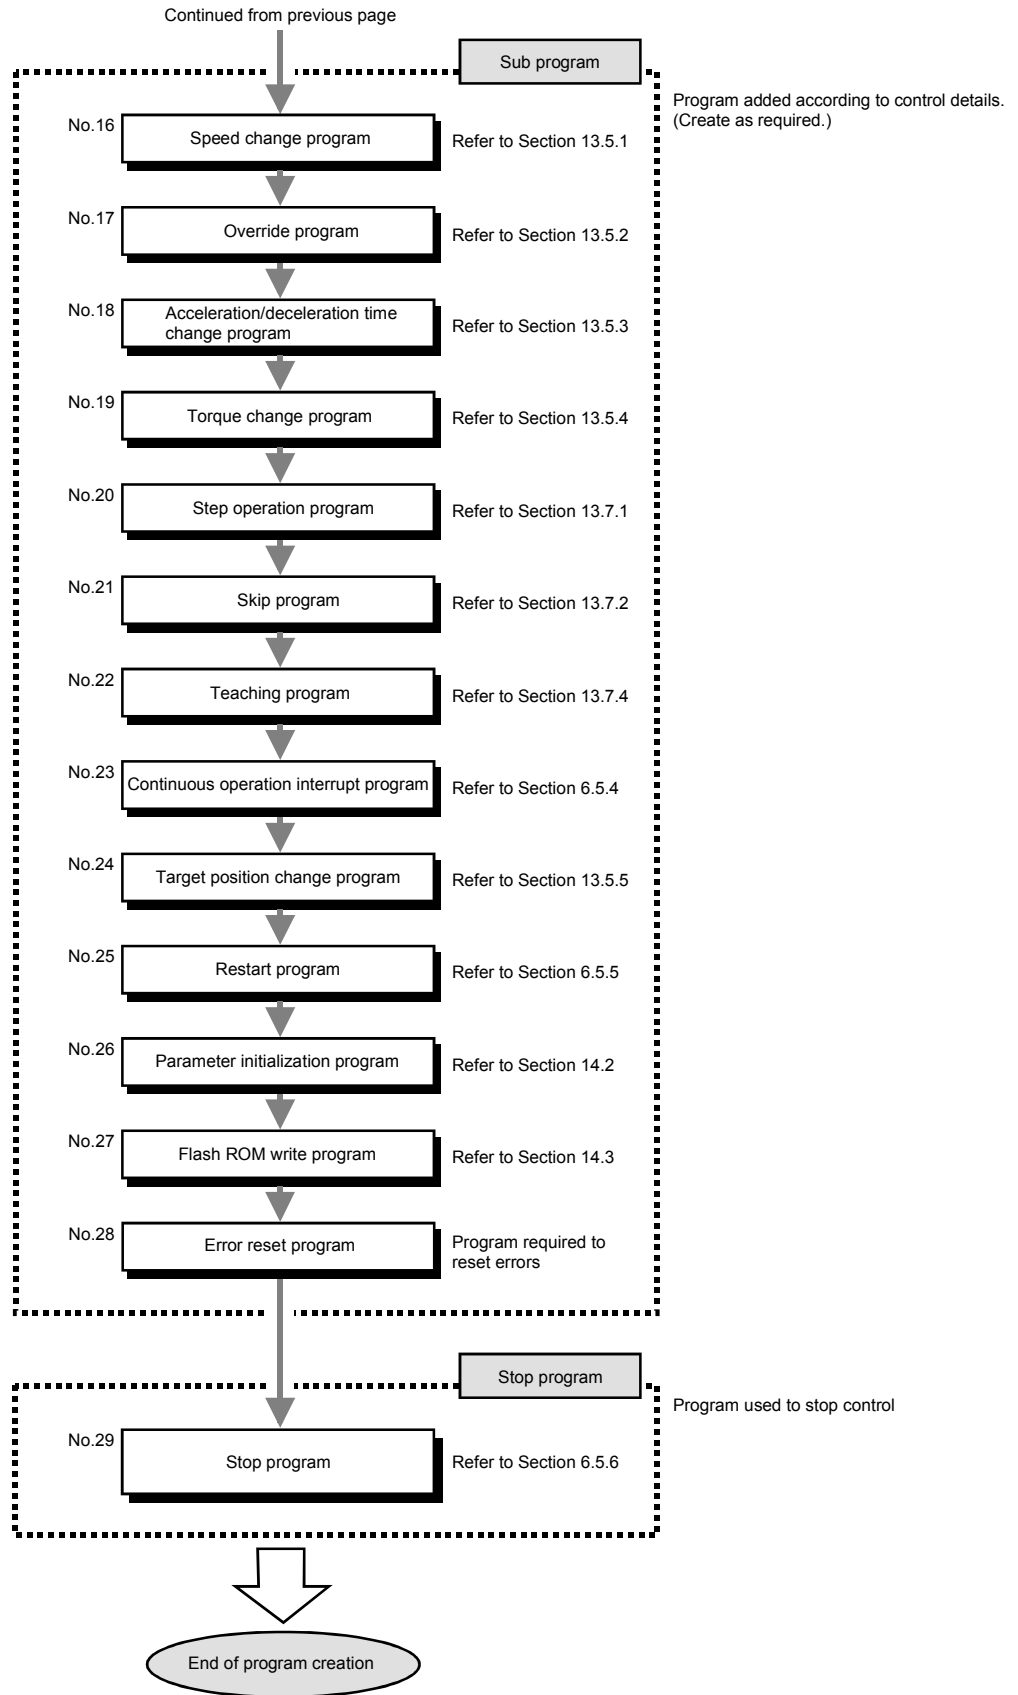 Continued from previous page
Sub program
Program added according to control details.
(Create as required.)
No.16
Speed change program
Refer to Section 13.5.1
No.17
Override program
Refer to Section 13.5.2
No.18
Acceleration/deceleration time
change program
Refer to Section 13.5.3
No.19
Torque change program
Refer to Section 13.5.4
No.20
Step operation program
Refer to Section 13.7.1
No.21
Skip program
Refer to Section 13.7.2
No.22
Teaching program
Refer to Section 13.7.4
No.23
Continuous operation interrupt program
Refer to Section 6.5.4
No.24
Target position change program
Refer to Section 13.5.5
No.25
Restart program
Refer to Section 6.5.5
No.26
Parameter initialization program
Refer to Section 14.2
No.27
Flash ROM write program
Refer to Section 14.3
No.28
Error reset program
Program required to
reset errors
Stop program
Program used to stop control
No.29
Stop program
Refer to Section 6.5.6
End of program creation